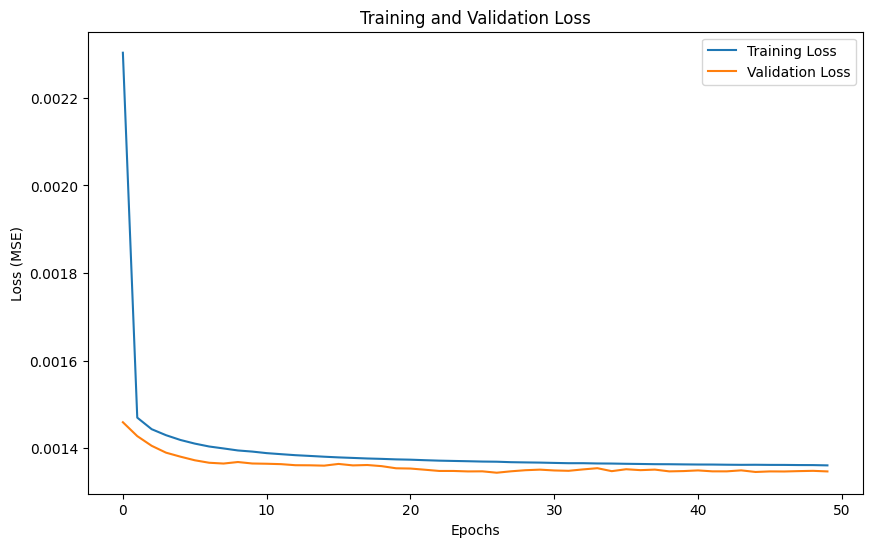 Training and Validation Loss
Training Loss
Validation Loss
0.0022
0.0020
0.0018
0.0016
0.0014
Loss (MSE)
0 10 20 30 40 50
Epochs